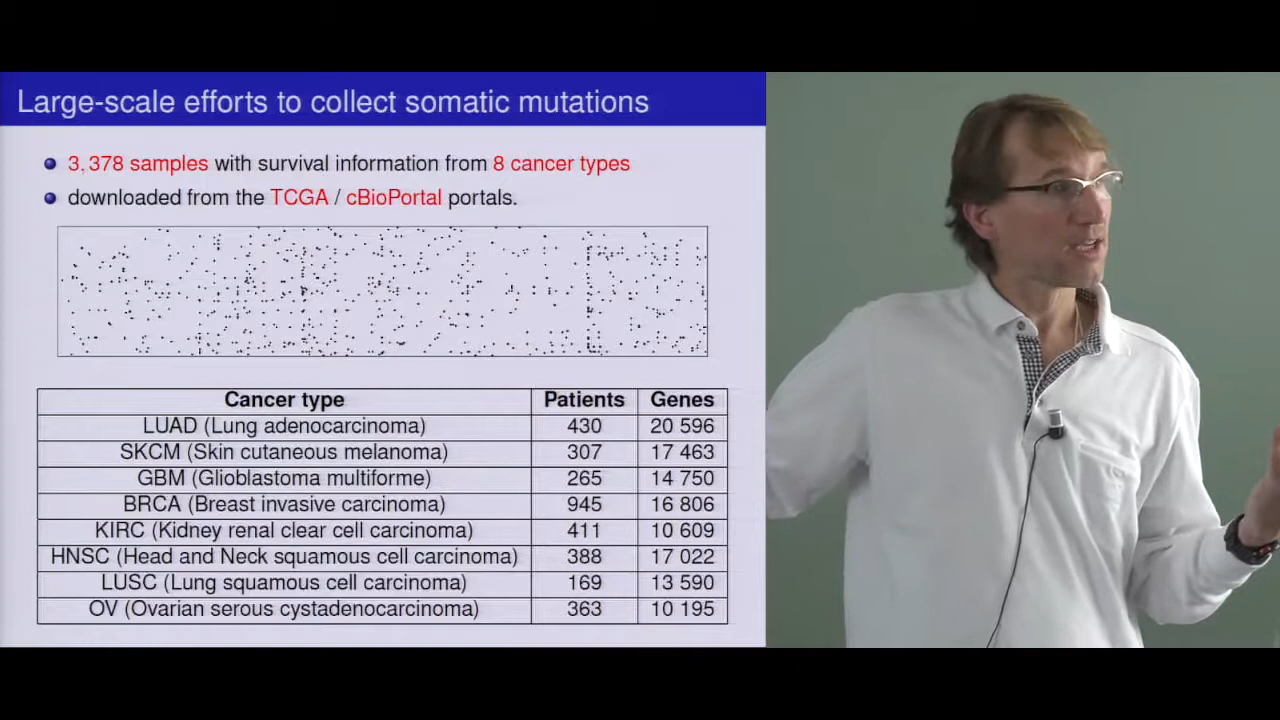 Large-scale efforts to collect somatic mutations
3, 378 samples with survival information from 8 cancer types
downloaded from the TCGA / cBioPortal portals.
Cancer type Patients Genes
LUAD (Lung adenocarcinoma) 430 20 596
SKCM (Skin cutaneous melanoma) 307 17 463
GBM (Glioblastoma multiforme) 265 14 750
BRCA (Breast invasive carcinoma) 945 16 806
KIRC (Kidney renal clear cell carcinoma) 411 10 609
HNSC (Head and Neck squamous cell carcinoma) 388 17 022
LUSC (Lung squamous cell carcinoma) 169 13 590
OV (Ovarian serous cystadenocarcinoma) 363 10 195